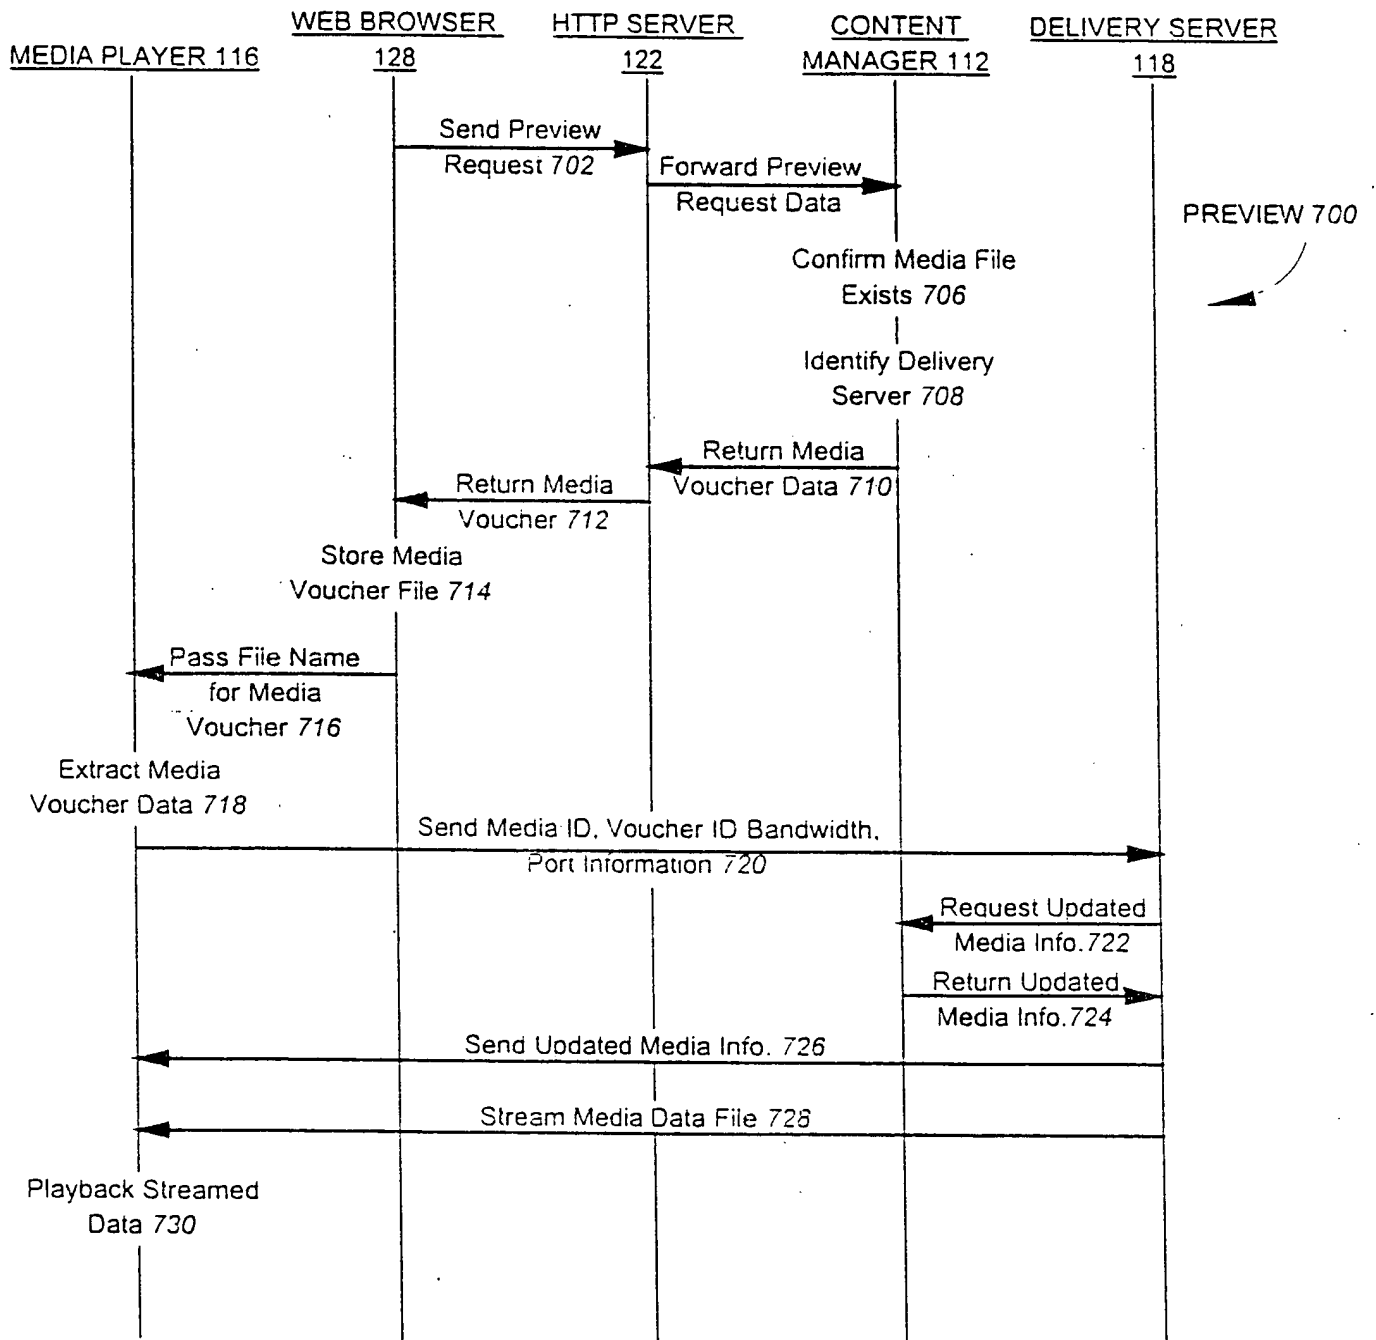 WEB BROWSER
128
HTTP SERVER
122
CONTENT
MANAGER 112
DELIVERY SERVER
118
MEDIA PLAYER 116
Send Preview
Request 702
Forward Preview
Request Data
PREVIEW 700
Confirm Media File
Exists 706
Identify Delivery
Server 708
Return Media
Voucher Data 710
Return Media
Voucher 712
Store Media
Voucher File 714
Pass File Name
for Media
Voucher 716
Extract Media
Voucher Data 718
Send Media ID, Voucher ID Bandwidth,
Port Information 720
Request Updated
Media Info.722
Return Updated
Media Info.724
Send Updated Media Info. 726
Stream Media Data File 728
Playback Streamed
Data 730